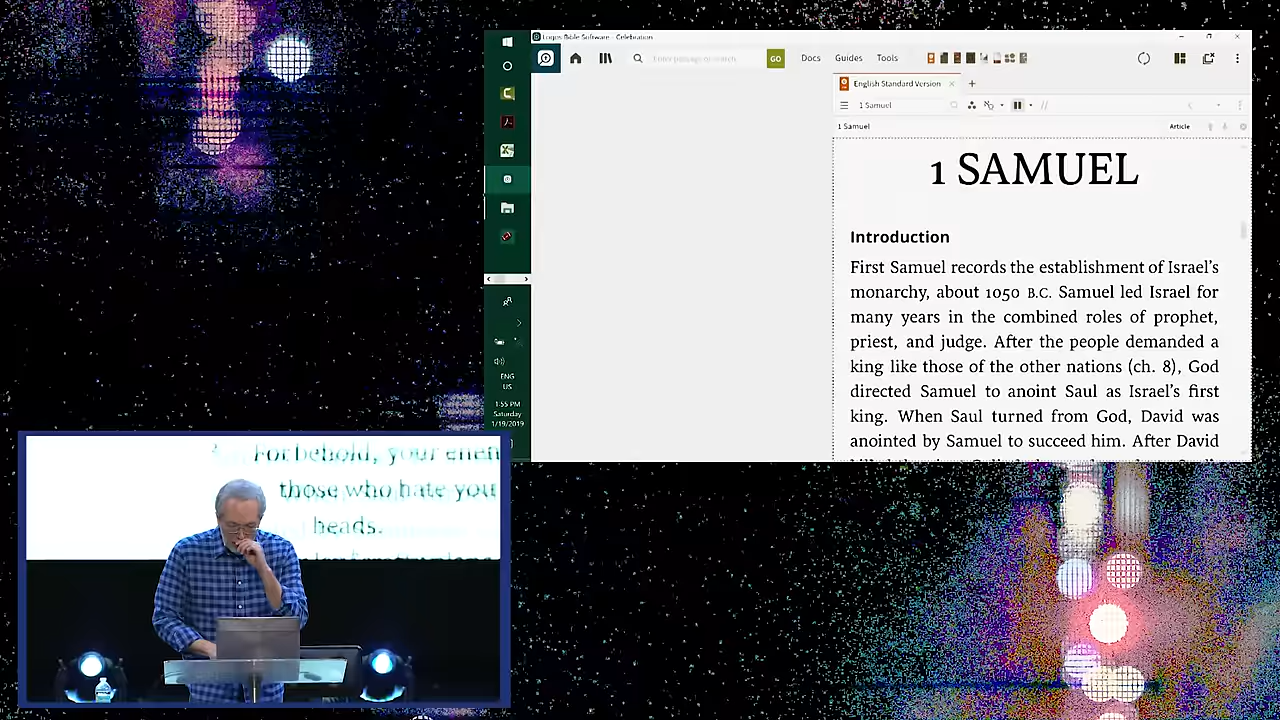 Logos Bible Software - Celebration
Enter passage or search
GO
Docs
Guides
Tools
English Standard Version
1 Samuel
1 Samuel
Article
1 SAMUEL
Introduction
First Samuel records the establishment of Israel's
monarchy, about 1050 B.C. Samuel led Israel for
many years in the combined roles of prophet,
priest, and judge. After the people demanded a
king like those of the other nations (ch. 8), God
directed Samuel to anoint Saul as Israel's first
king. When Saul turned from God, David was
anointed by Samuel to succeed him. After David
ENG
US
1:55 PM
Saturday
1/19/2019
For behold, your enem
those who hate you
heads.